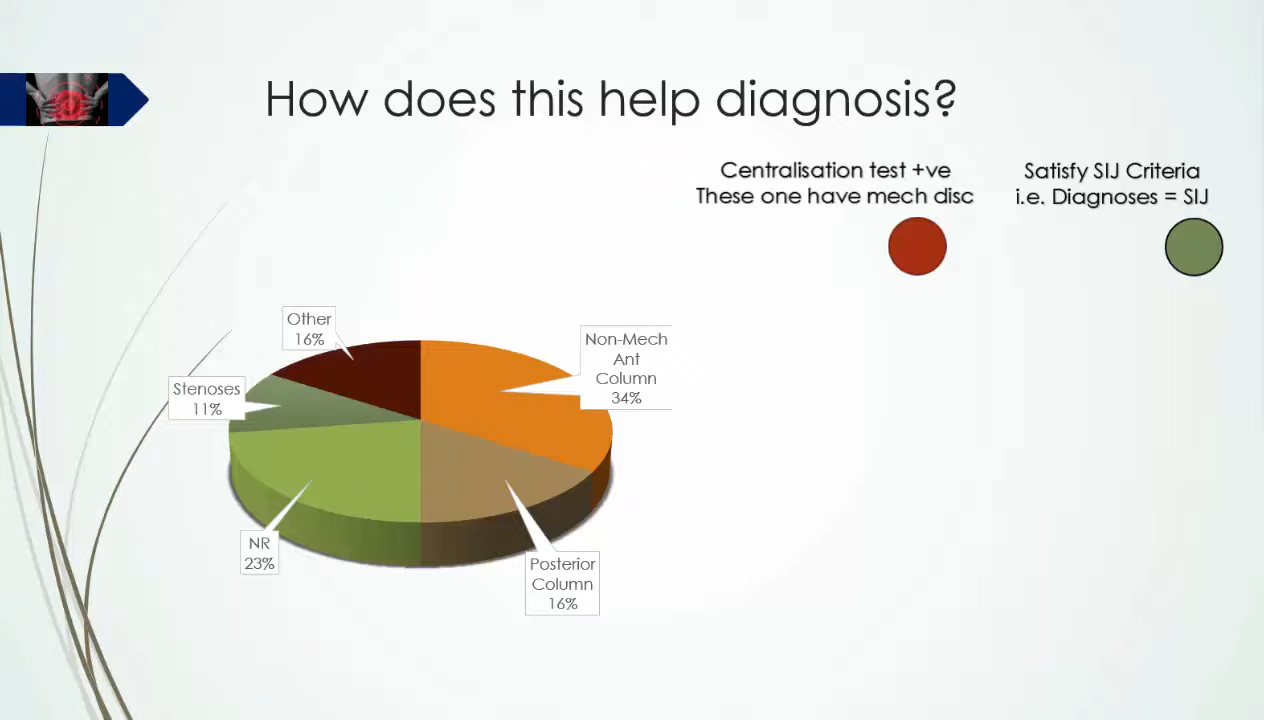 How does this help diagnosis?
Centralisation test +ve
These one have mech disc
Satisfy SIJ Criteria
i.e. Diagnoses = SIJ
Other
16%
Non-Mech
Ant
Column
34%
Stenoses
11%
NR
23%
Posterior
Column
16%